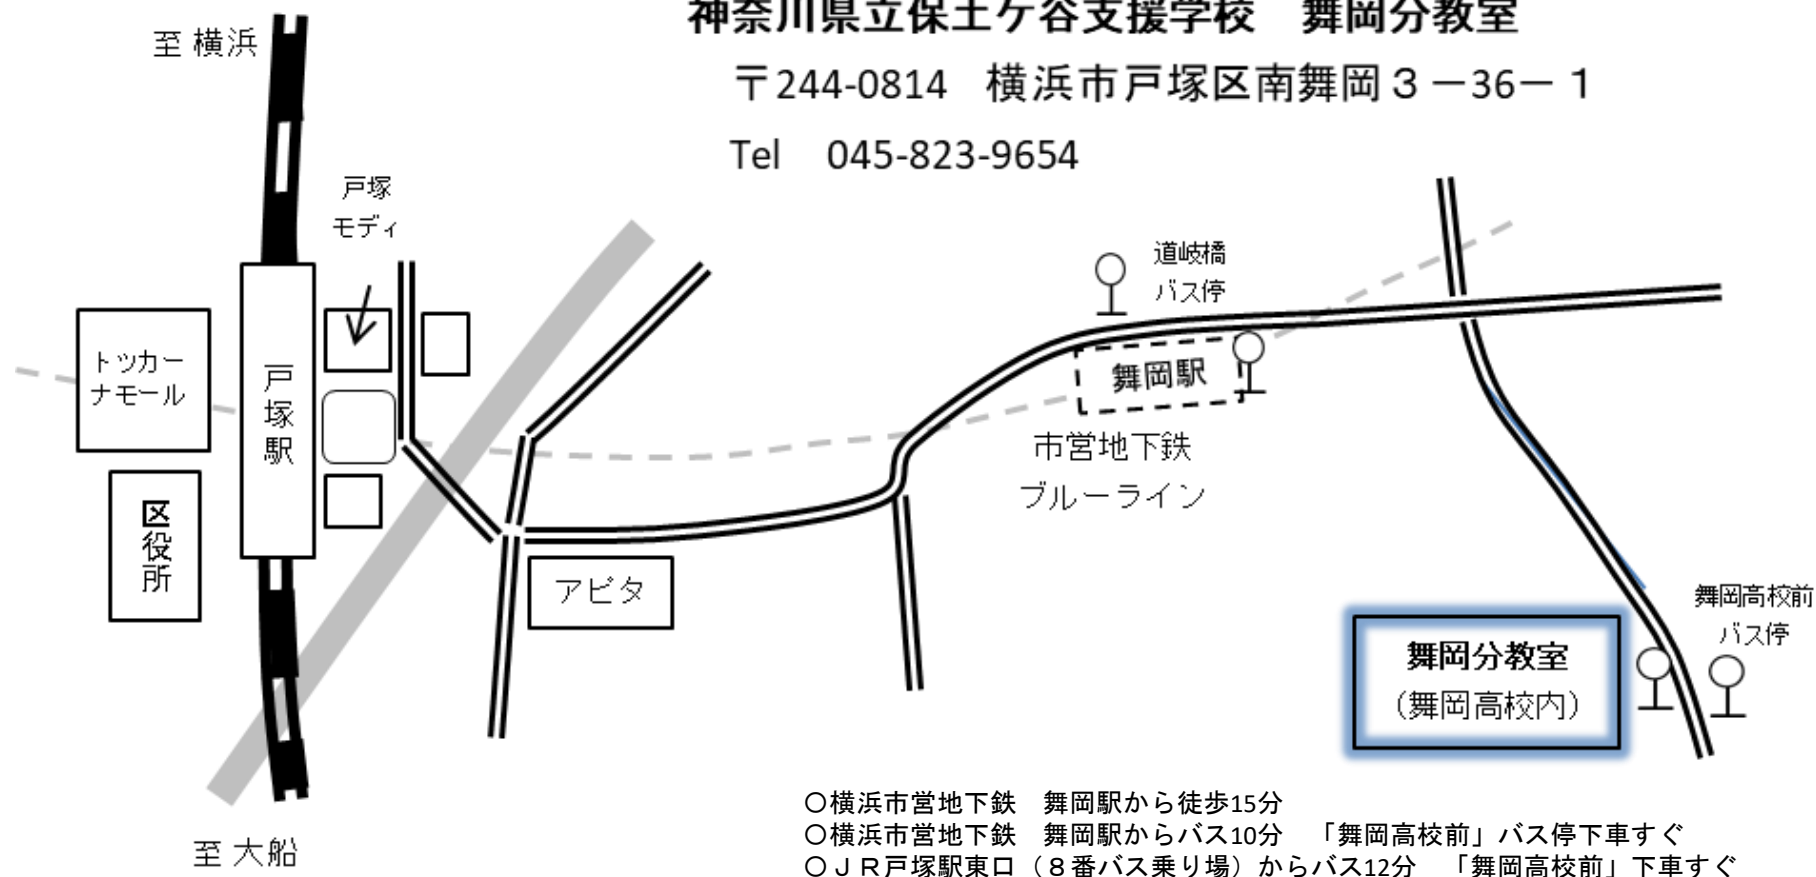 神奈川県立保土ケ谷支援学校　舞岡分教室
〒244-0814　横浜市戸塚区南舞岡３－36－１
Tel　045-823-9654
至 横浜
戸塚
モディ
トッカー
ナモール
戸塚駅
区役所
アピタ
道岐橋
バス停
舞岡駅
市営地下鉄
ブルーライン
舞岡高校前
バス停
舞岡分教室
（舞岡高校内）
至 大船
〇横浜市営地下鉄　舞岡駅から徒歩15分
〇横浜市営地下鉄　舞岡駅からバス10分　「舞岡高校前」バス停下車すぐ
〇ＪＲ戸塚駅東口（８番バス乗り場）からバス12分　「舞岡高校前」下車すぐ